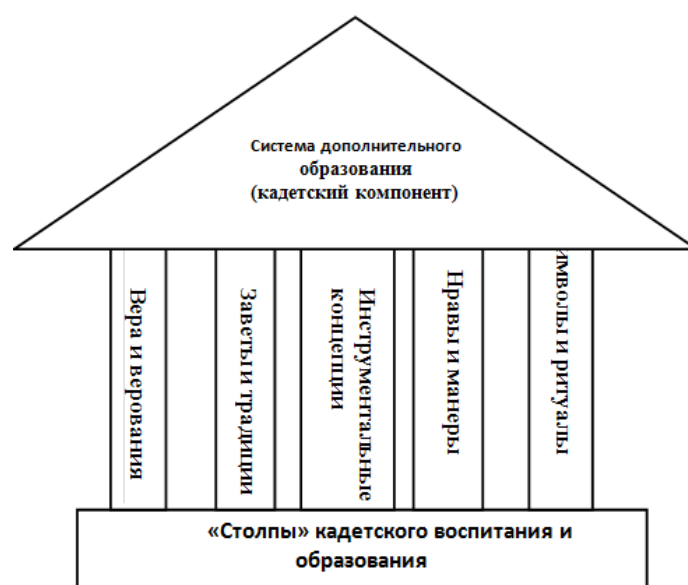 Система дополнительного
образования
(кадетский компонент)
Вера и верования
Заветы и традиции
Инструментальные
концепции
Нравы и манеры
имволы и ритуалы
«Столпы» кадетского воспитания и
образования